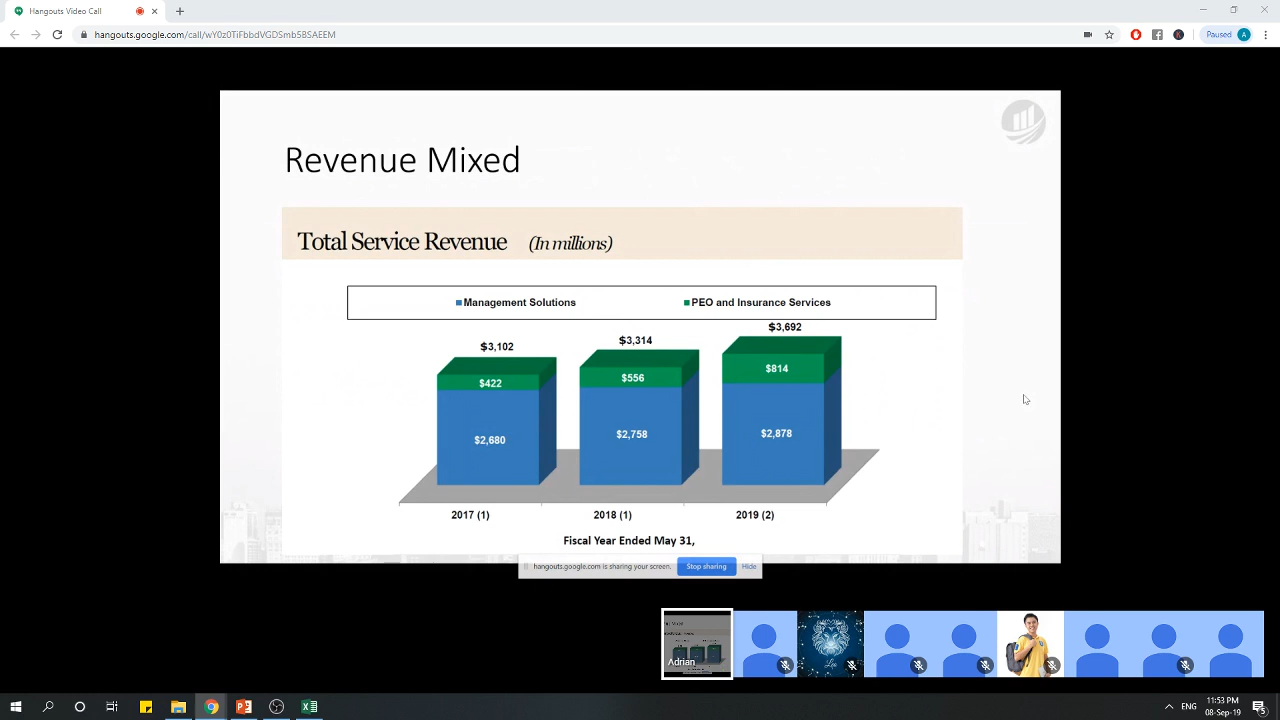 Hangouts Video Call
hangouts.google.com/call/wY0z0TiFbbdVGDSmb5BSAEEM
Paused
A
Revenue Mixed
Total Service Revenue (In millions)
Management Solutions PEO and Insurance Services
$3,102 $3,314 $3,692
$422 $556 $814
$2,680 $2,758 $2,878
2017 (1) 2018 (1) 2019 (2)
Fiscal Year Ended May 31,
hangouts.google.com is sharing your screen. Stop sharing Hide
Adrian
ENG
11:53 PM
08-Sep-19